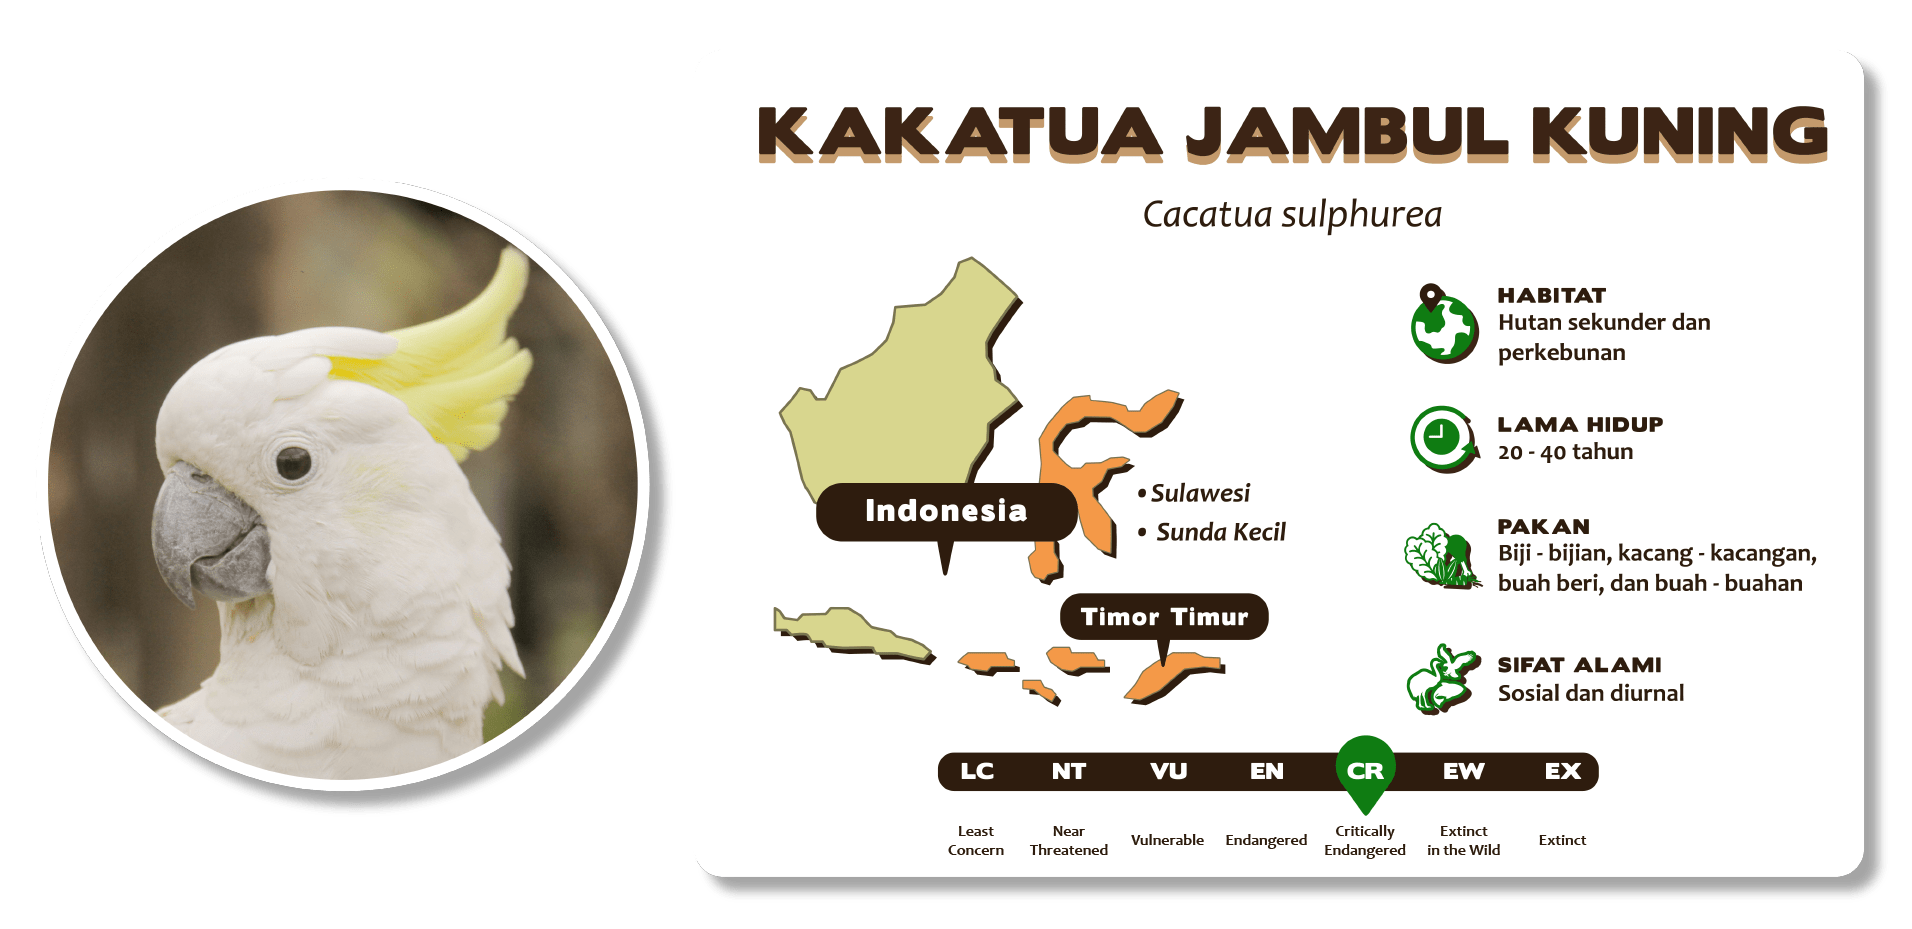 KAKATUA JAMBUL KUNING
Cacatua sulphurea
Indonesia
• Sulawesi
• Sunda Kecil
Timor Timur
HABITAT
Hutan sekunder dan
perkebunan
LAMA HIDUP
20 - 40 tahun
PAKAN
Biji - bijian, kacang - kacangan,
buah beri, dan buah - buahan
SIFAT ALAMI
Sosial dan diurnal
LC NT VU EN CR EW EX
Least Concern
Near Threatened
Vulnerable
Endangered
Critically Endangered
Extinct in the Wild
Extinct